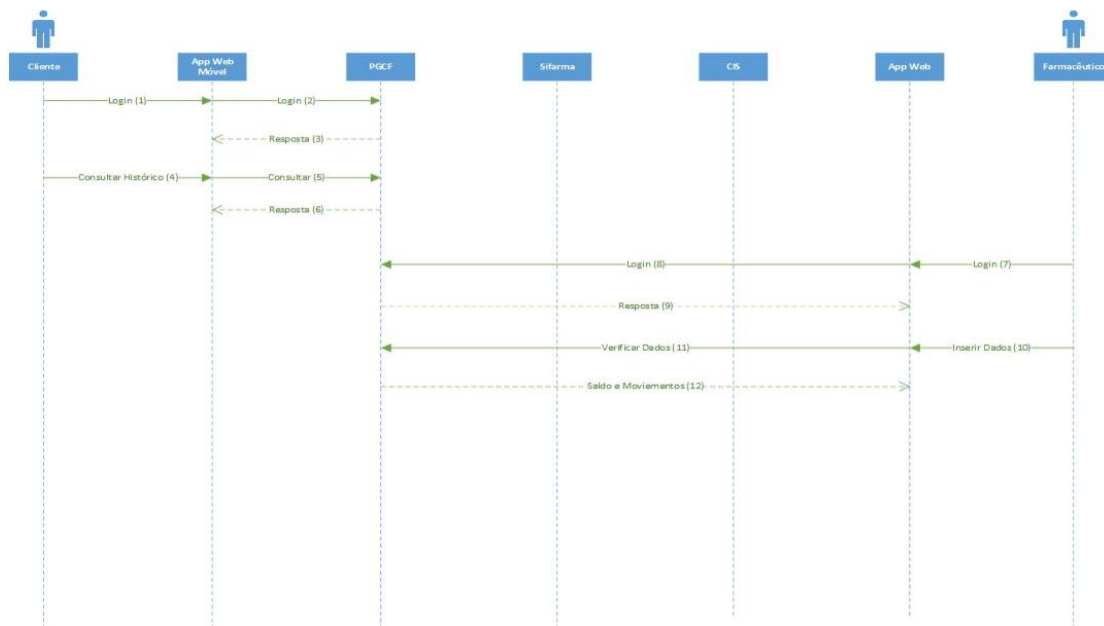 Cliente
App Web
Móvel
PGCF
Sifarma
CIS
App Web
Farmacêutico
Login (1)
Login (2)
Resposta (3)
Consultar Histórico (4)
Consultar (5)
Resposta (6)
Login (8)
Login (7)
Resposta (9)
Verificar Dados (11)
Inserir Dados (10)
Saldo e Moviementos (12)